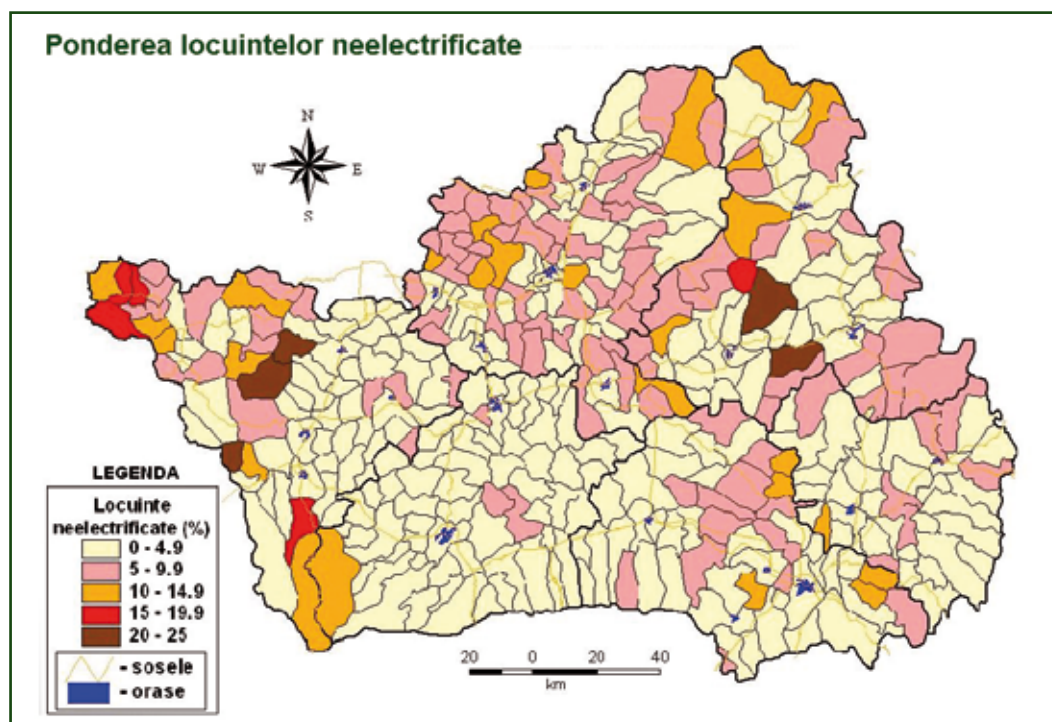 Ponderea locuintelor neelectrificate
N
W E
S
LEGENDA
Locuinte
neelectrificate (%)
0 - 4.9
5 - 9.9
10 - 14.9
15 - 19.9
20 - 25
- sosele
- orase
20 0 20 40
km